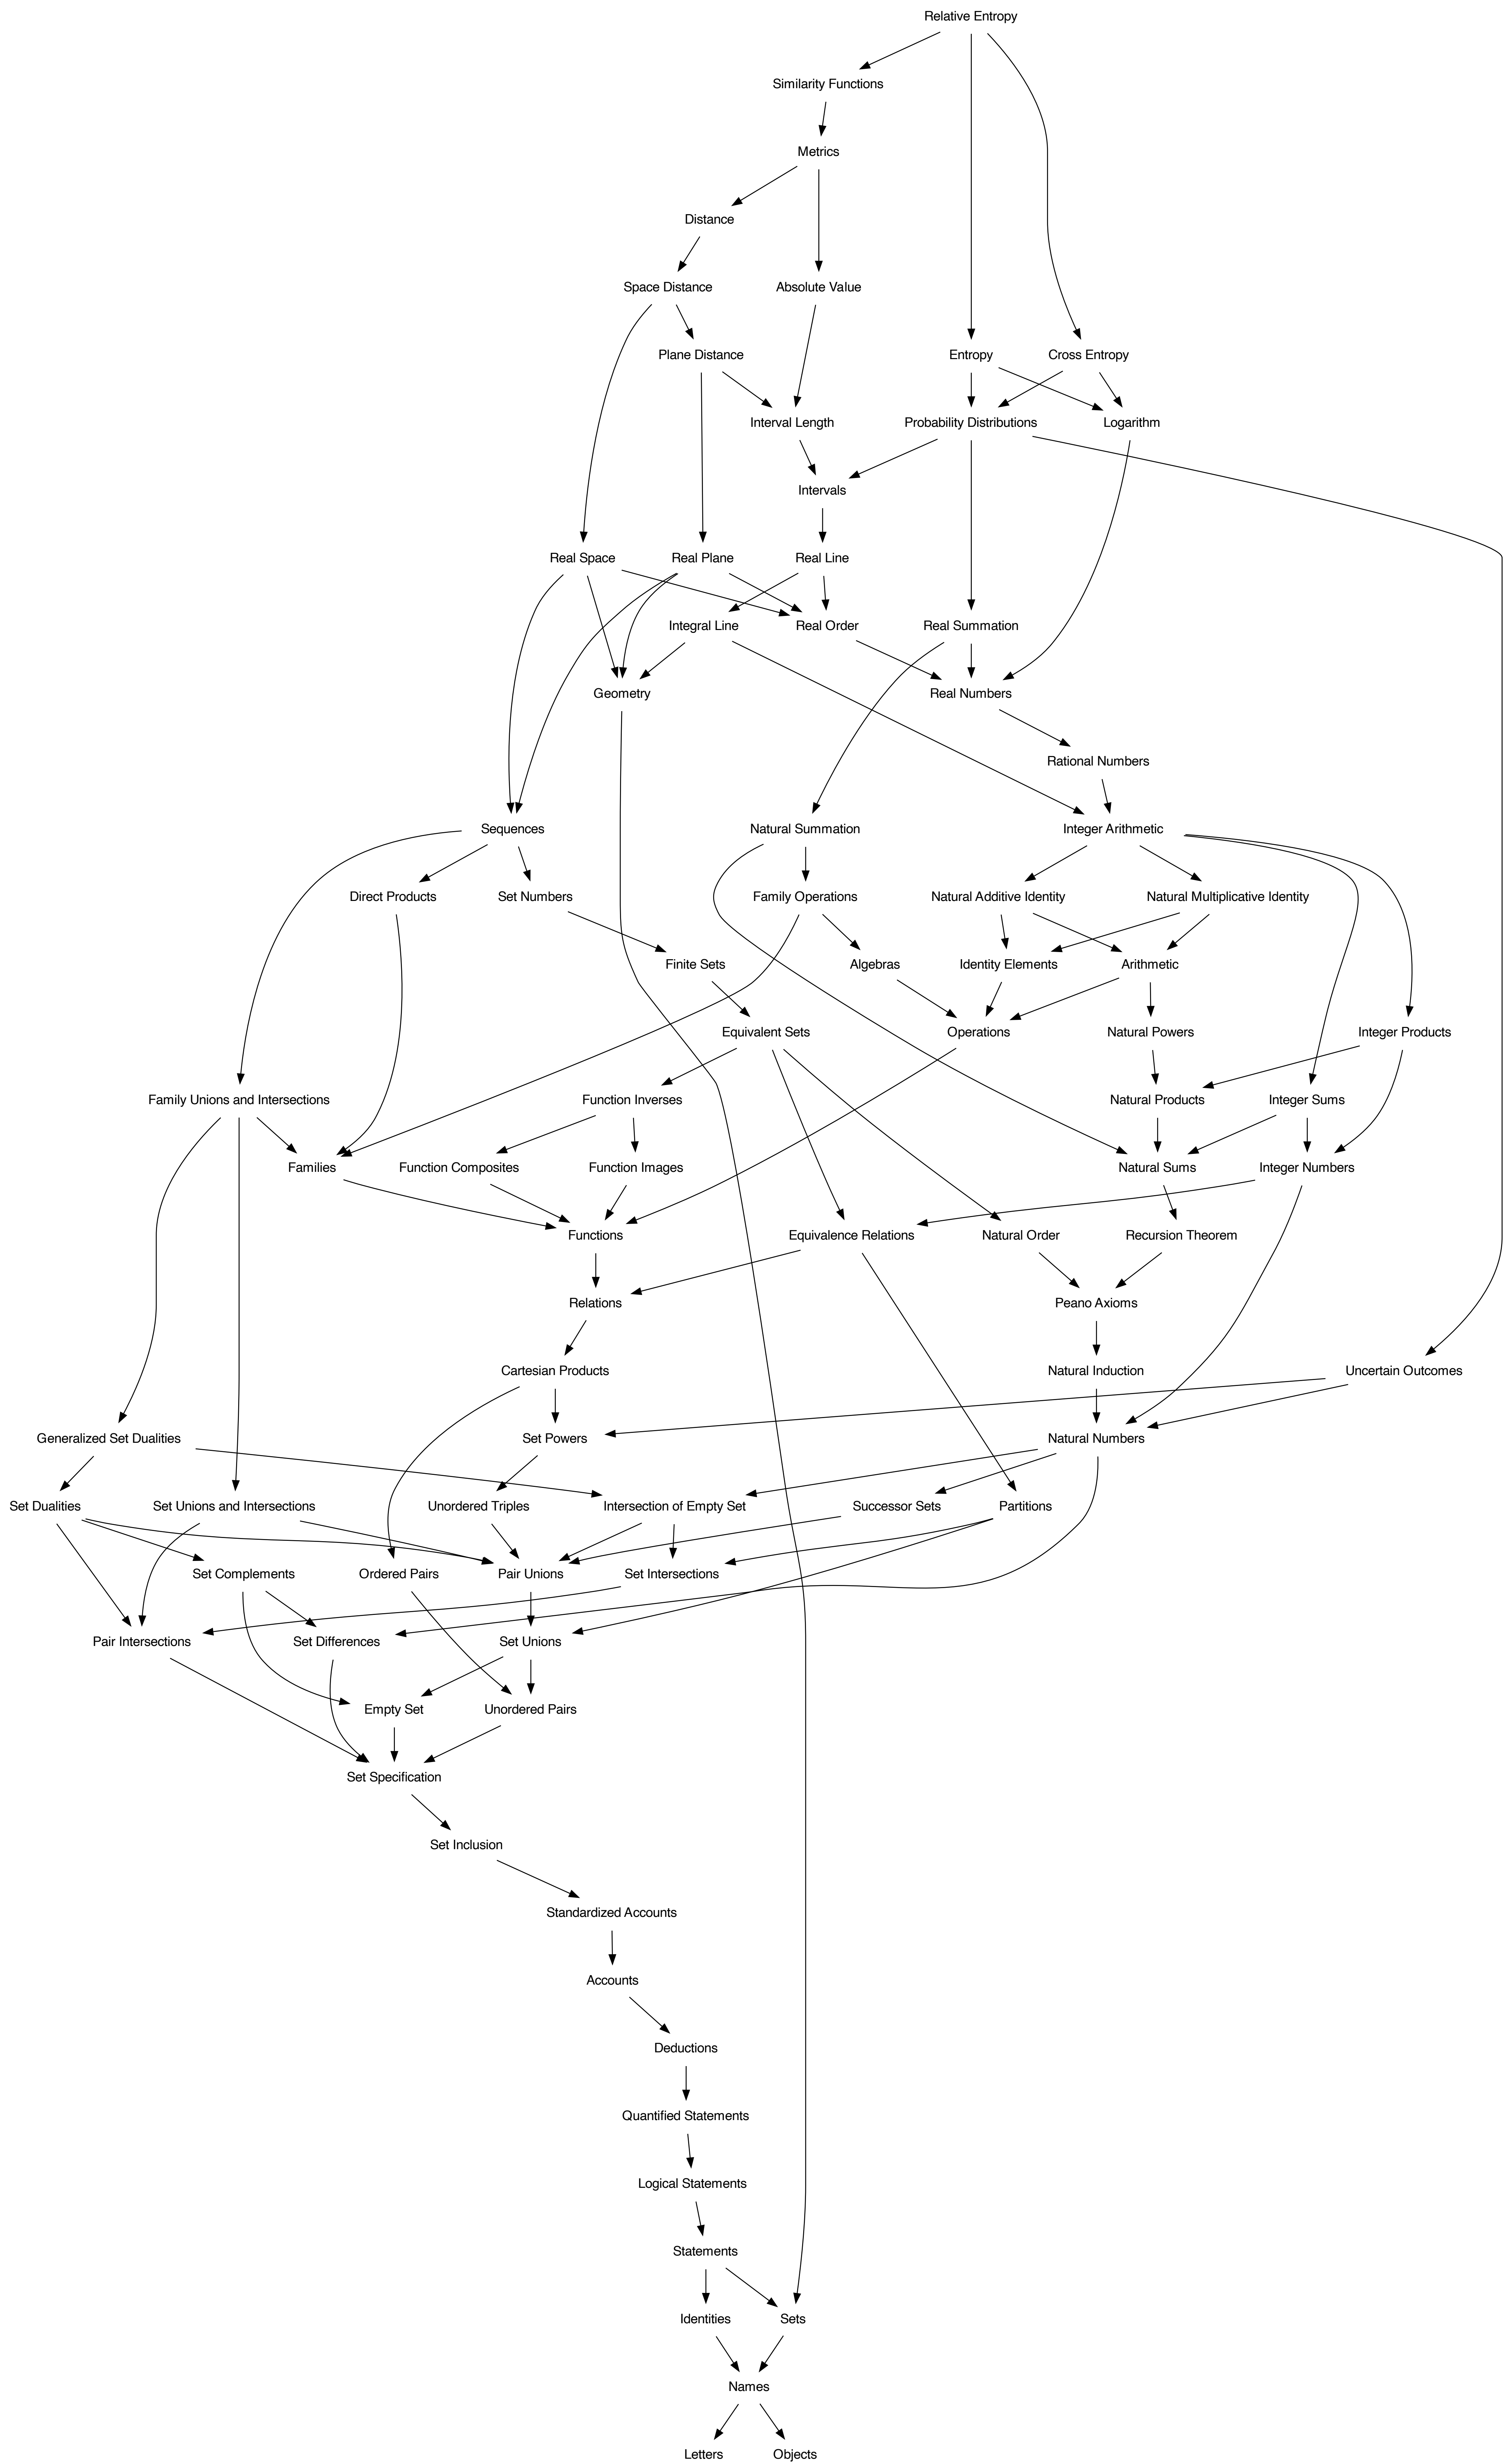 Relative Entropy
Similarity Functions
Metrics
Distance
Space Distance
Absolute Value
Plane Distance
Entropy
Cross Entropy
Interval Length
Probability Distributions
Logarithm
Intervals
Real Space
Real Plane
Real Line
Integral Line
Real Order
Real Summation
Geometry
Real Numbers
Rational Numbers
Sequences
Natural Summation
Integer Arithmetic
Direct Products
Set Numbers
Family Operations
Natural Additive Identity
Natural Multiplicative Identity
Finite Sets
Algebras
Identity Elements
Arithmetic
Equivalent Sets
Operations
Natural Powers
Integer Products
Family Unions and Intersections
Function Inverses
Natural Products
Integer Sums
Families
Function Composites
Function Images
Natural Sums
Integer Numbers
Functions
Equivalence Relations
Natural Order
Recursion Theorem
Relations
Peano Axioms
Cartesian Products
Natural Induction
Uncertain Outcomes
Generalized Set Dualities
Set Powers
Natural Numbers
Set Dualities
Set Unions and Intersections
Unordered Triples
Intersection of Empty Set
Successor Sets
Partitions
Set Complements
Ordered Pairs
Pair Unions
Set Intersections
Pair Intersections
Set Differences
Set Unions
Empty Set
Unordered Pairs
Set Specification
Set Inclusion
Standardized Accounts
Accounts
Deductions
Quantified Statements
Logical Statements
Statements
Identities
Sets
Names
Letters
Objects